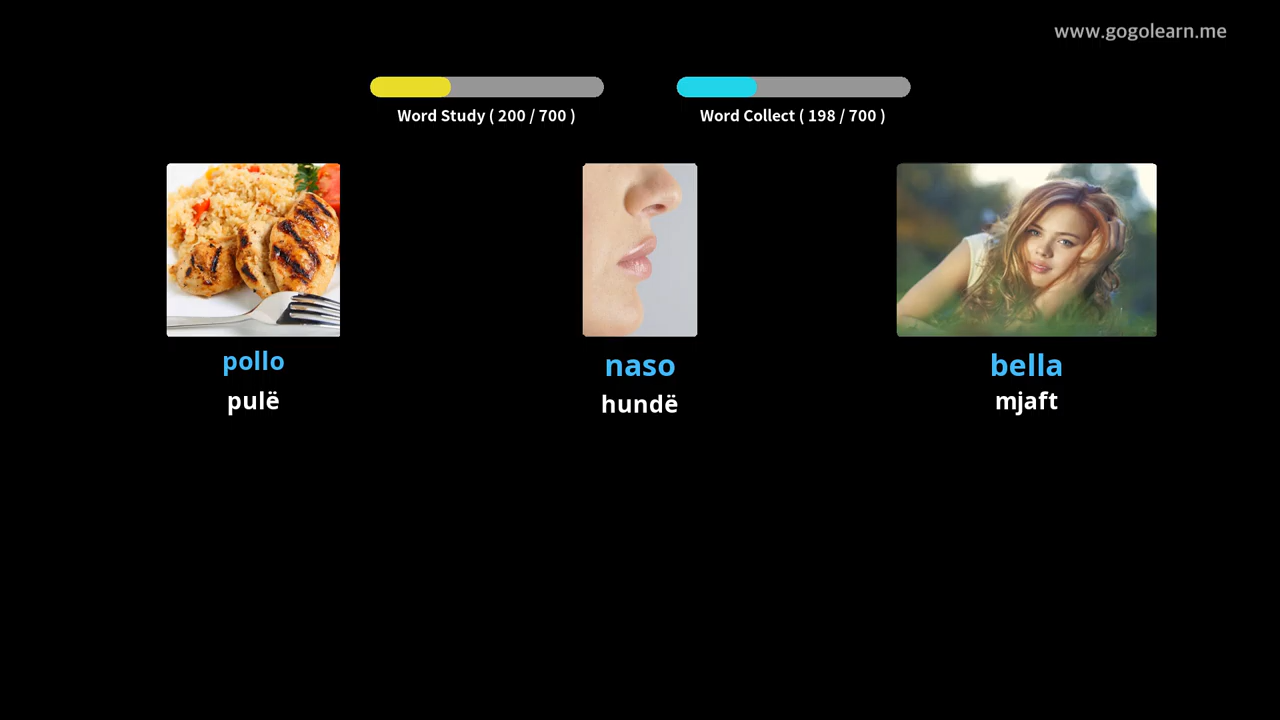 www.gogolearn.me
Word Study ( 200 / 700 )
Word Collect ( 198 / 700 )
pollo
pulë
naso
hundë
bella
mjaft